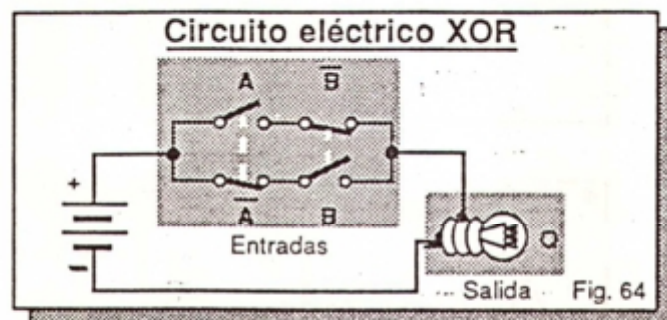 Circuito eléctrico XOR
A B̅
A̅ B
Entradas
+
-
Q
Salida Fig. 64